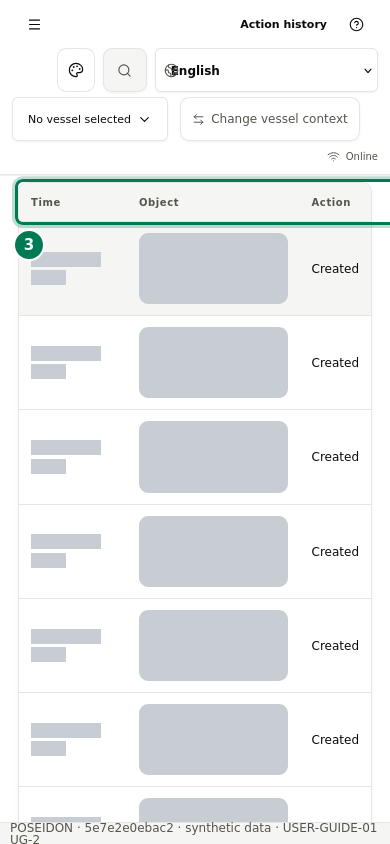 Action history
English
No vessel selected
Change vessel context
Online
Time Object Action
3
Created
Created
Created
Created
Created
Created
POSEIDON · 5e7e2e0ebac2 · synthetic data · USER-GUIDE-01
UG-2